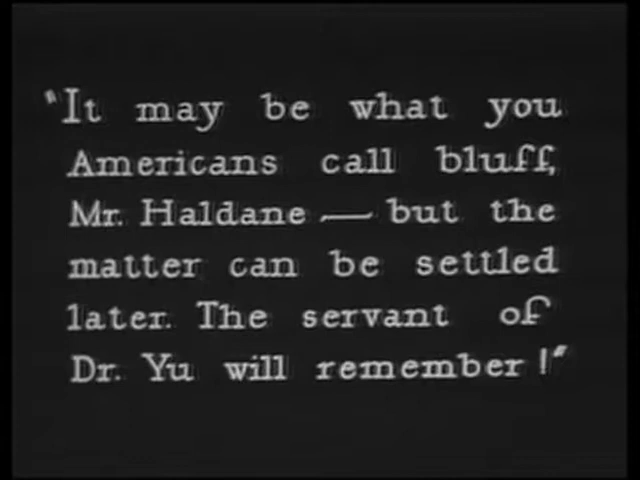 "It may be what you
Americans call bluff,
Mr. Haldane — but the
matter can be settled
later. The servant of
Dr. Yu will remember!"